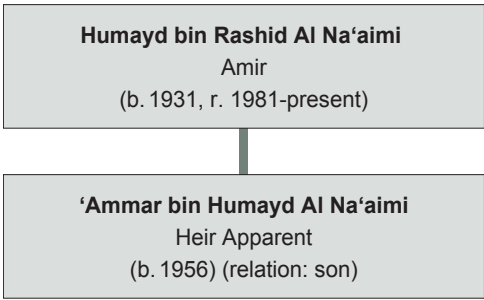 Humayd bin Rashid Al Na‘aimi
Amir
(b. 1931, r. 1981-present)
‘Ammar bin Humayd Al Na‘aimi
Heir Apparent
(b. 1956) (relation: son)